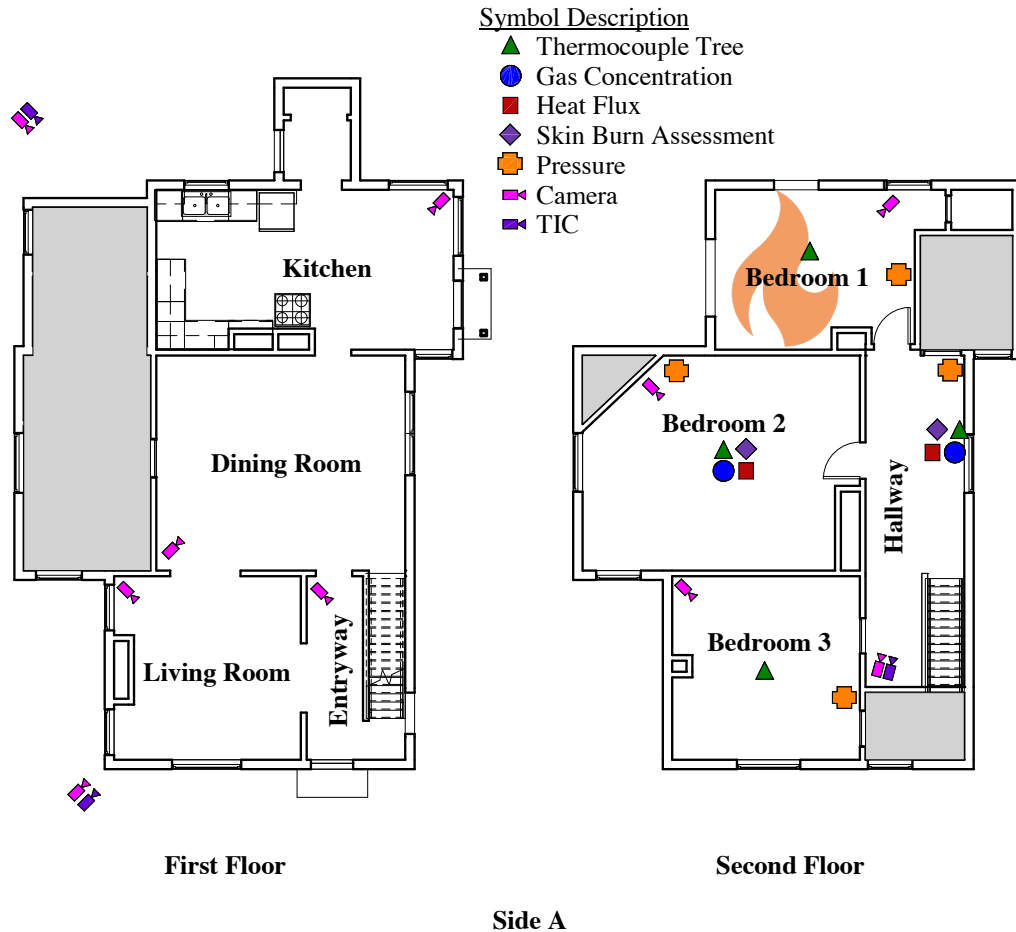 Symbol Description
Thermocouple Tree
Gas Concentration
Heat Flux
Skin Burn Assessment
Pressure
Camera
TIC
Kitchen
Dining Room
Living Room
Entryway
First Floor
Bedroom 1
Bedroom 2
Hallway
Bedroom 3
Second Floor
Side A